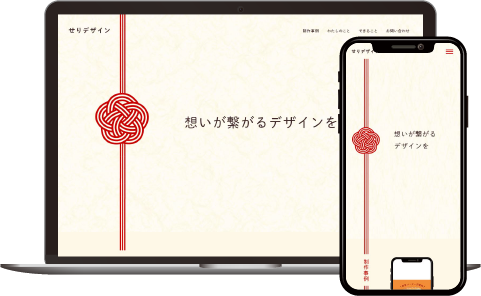 せりデザイン
制作事例 わたしのこと できること お問い合わせ
想いが繋がるデザインを
せりデザイン
想いが繋がる
デザインを
制作事例